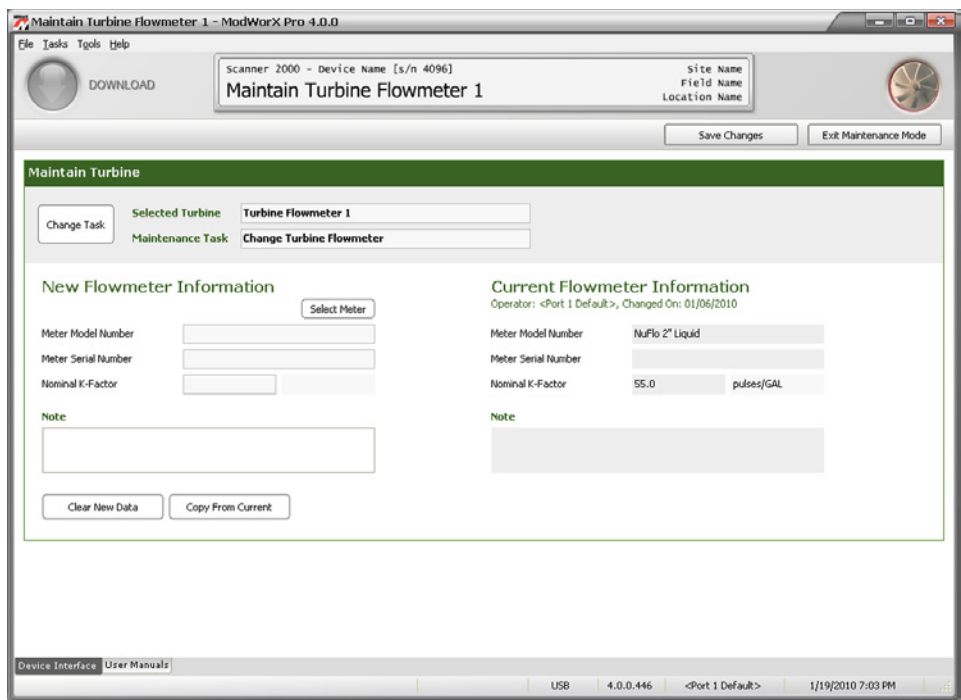 Maintain Turbine Flowmeter 1 - ModWorX Pro 4.0.0
File Tasks Tools Help
DOWNLOAD
Scanner 2000 - Device Name [s/n 4096]
Maintain Turbine Flowmeter 1
Site Name
Field Name
Location Name
Save Changes
Exit Maintenance Mode
Maintain Turbine
Change Task
Selected Turbine Turbine Flowmeter 1
Maintenance Task Change Turbine Flowmeter
New Flowmeter Information
Select Meter
Meter Model Number
Meter Serial Number
Nominal K-Factor
Note
Clear New Data
Copy From Current
Current Flowmeter Information
Operator: <Port 1 Default>, Changed On: 01/06/2010
Meter Model Number NuFlo 2" Liquid
Meter Serial Number
Nominal K-Factor 55.0 pulses/GAL
Note
Device Interface User Manuals
USB 4.0.0.446 <Port 1 Default> 1/19/2010 7:03 PM